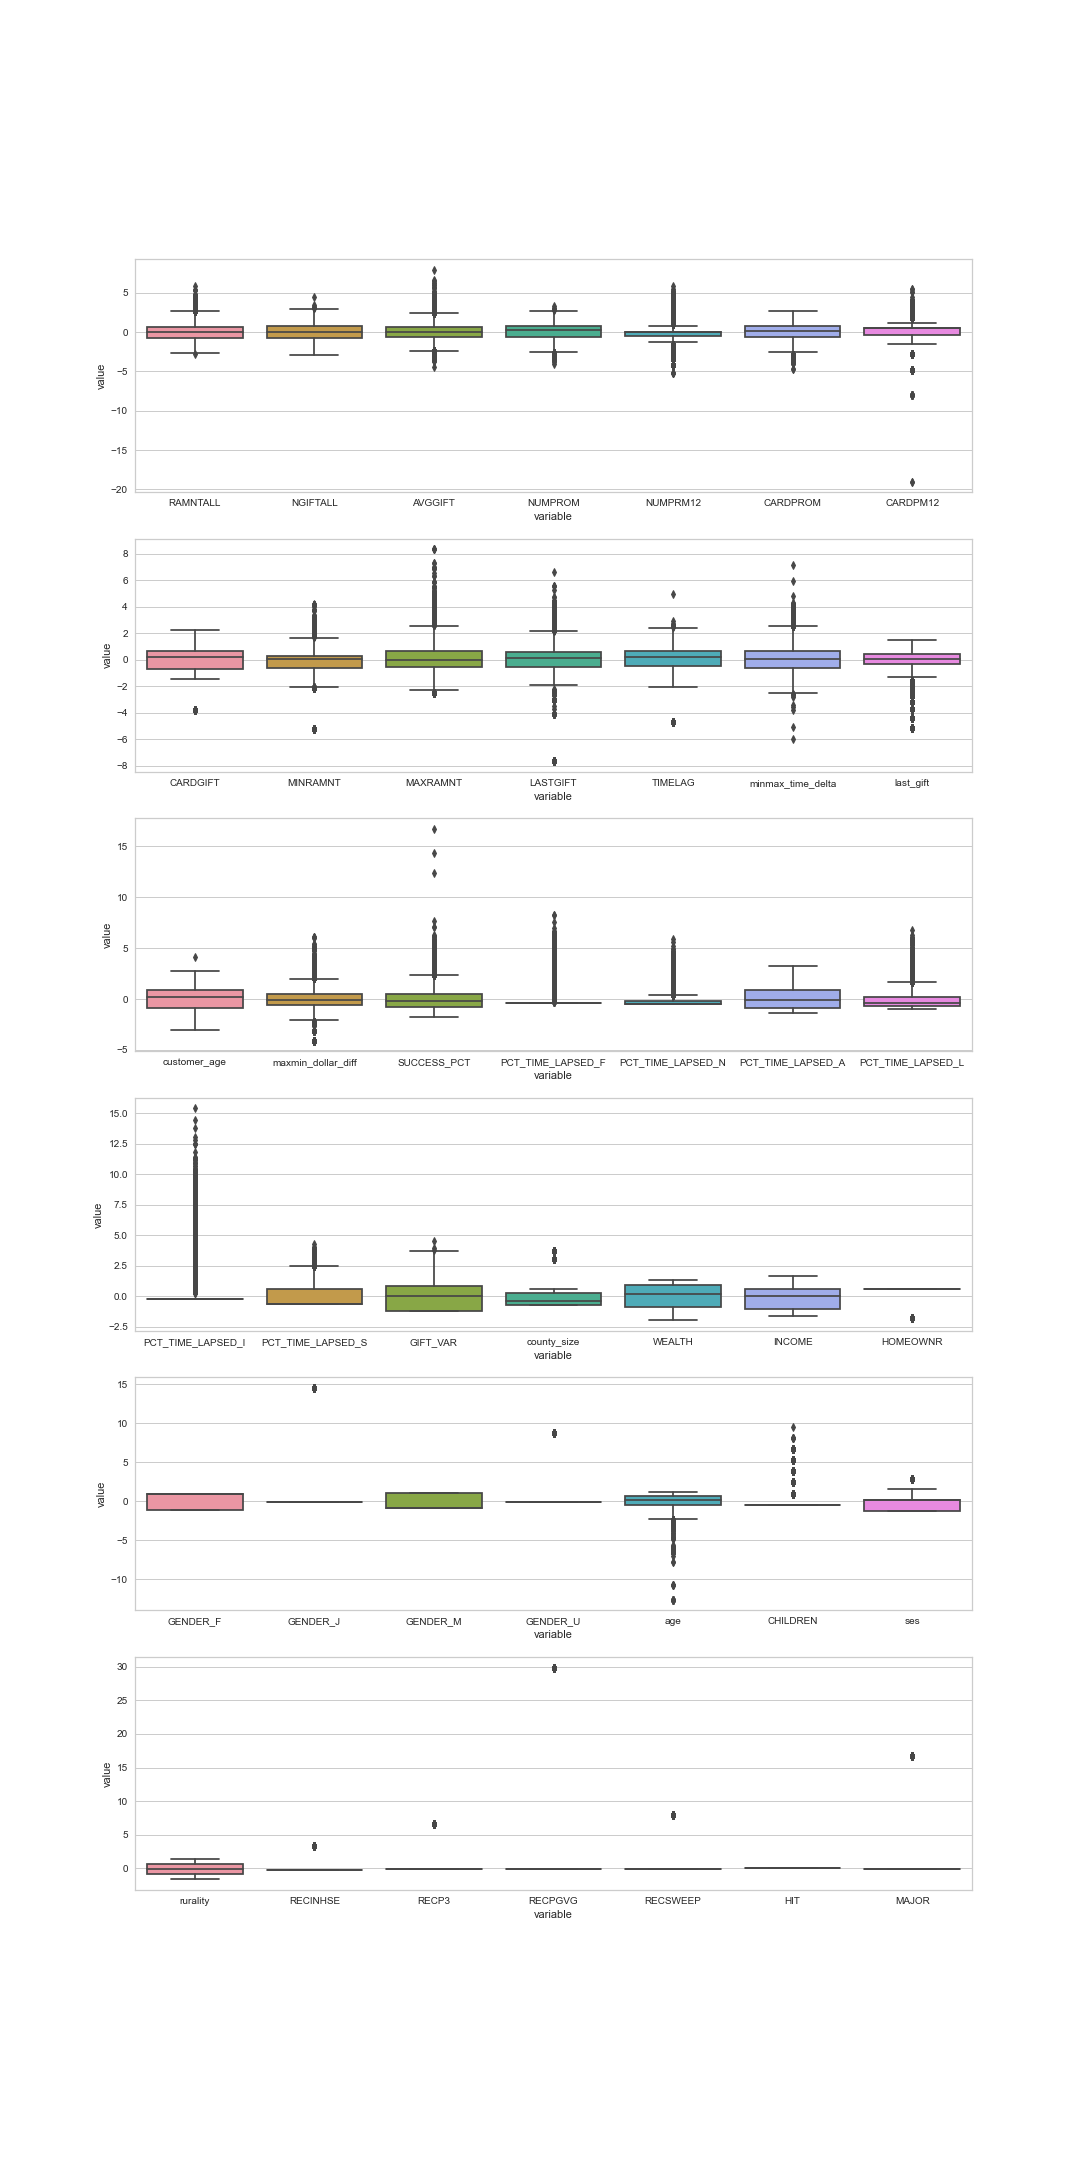 5
0
−5
−10
−15
−20
value
RAMNTALL NGIFTALL AVGGIFT NUMPROM NUMPRM12 CARDPROM CARDPM12
variable
8
6
4
2
0
−2
−4
−6
−8
value
CARDGIFT MINRAMNT MAXRAMNT LASTGIFT TIMELAG minmax_time_delta last_gift
variable
15
10
5
0
−5
value
customer_age maxmin_dollar_diff SUCCESS_PCT PCT_TIME_LAPSED_F PCT_TIME_LAPSED_N PCT_TIME_LAPSED_A PCT_TIME_LAPSED_L
variable
15.0
12.5
10.0
7.5
5.0
2.5
0.0
−2.5
value
PCT_TIME_LAPSED_I PCT_TIME_LAPSED_S GIFT_VAR county_size WEALTH INCOME HOMEOWNR
variable
15
10
5
0
−5
−10
value
GENDER_F GENDER_J GENDER_M GENDER_U age CHILDREN ses
variable
30
25
20
15
10
5
0
value
rurality RECINHSE RECP3 RECPGVG RECSWEEP HIT MAJOR
variable